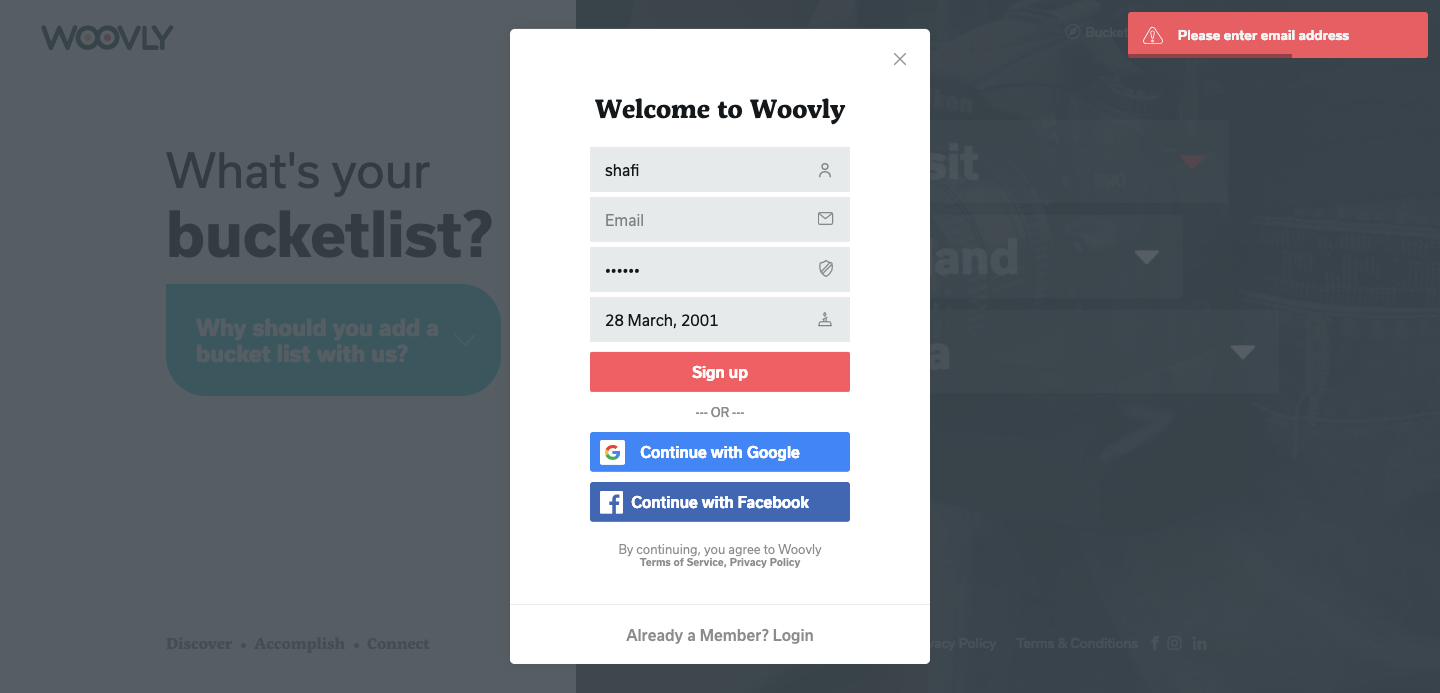 WOOVLY
Bucket
Please enter email address
Welcome to Woovly
shafi
Email
••••••
28 March, 2001
Sign up
--- OR ---
Continue with Google
Continue with Facebook
By continuing, you agree to Woovly
Terms of Service, Privacy Policy
Already a Member? Login
What's your
bucketlist?
Why should you add a
bucket list with us?
sit
and
a
Discover • Accomplish • Connect
Privacy Policy
Terms & Conditions